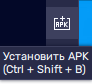 APK
Установить APK
(Ctrl + Shift + B)